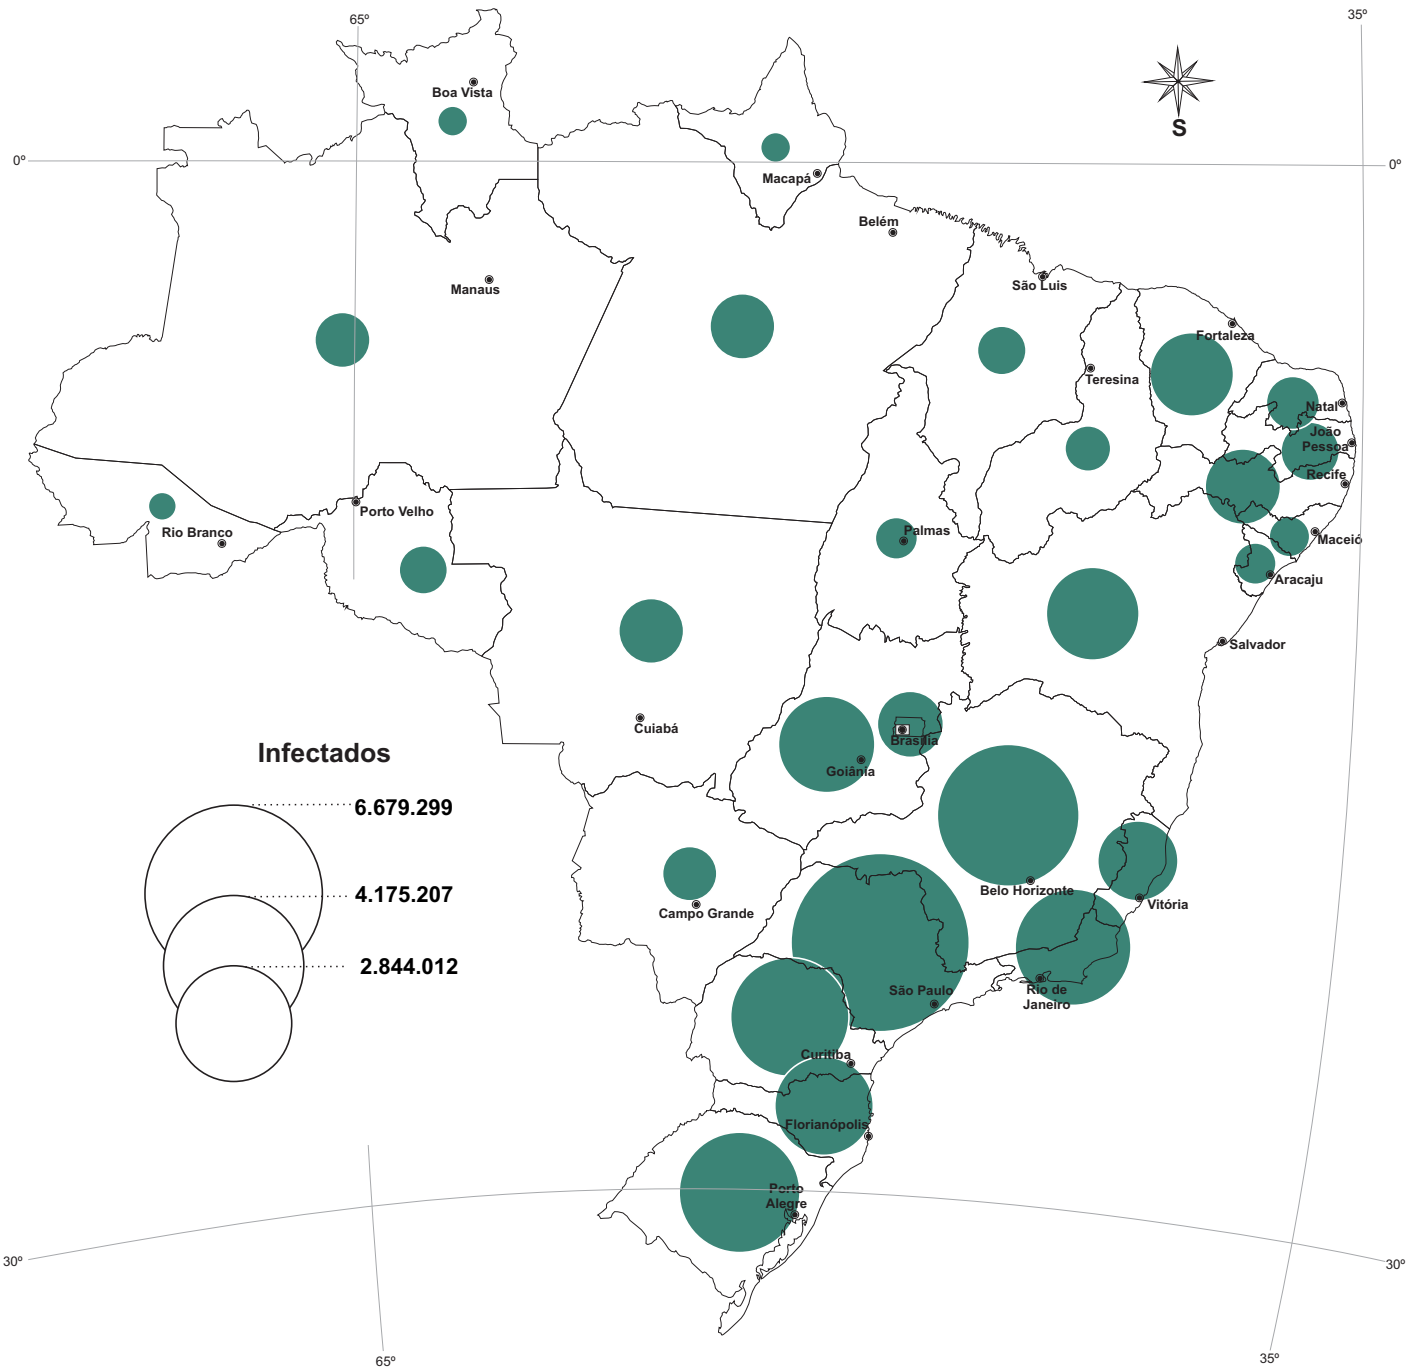 65º
35º
Boa Vista
S
0º
0º
Macapá
Belém
Manaus
São Luis
Fortaleza
Teresina
Natal
João
Pessoa
Recife
Porto Velho
Rio Branco
Palmas
Maceió
Aracaju
Salvador
Cuiabá
Brasília
Goiânia
Infectados
6.679.299
4.175.207
2.844.012
Belo Horizonte
Vitória
Campo Grande
São Paulo
Rio de
Janeiro
Curitiba
Florianópolis
Porto
Alegre
30º
30º
65º
35º